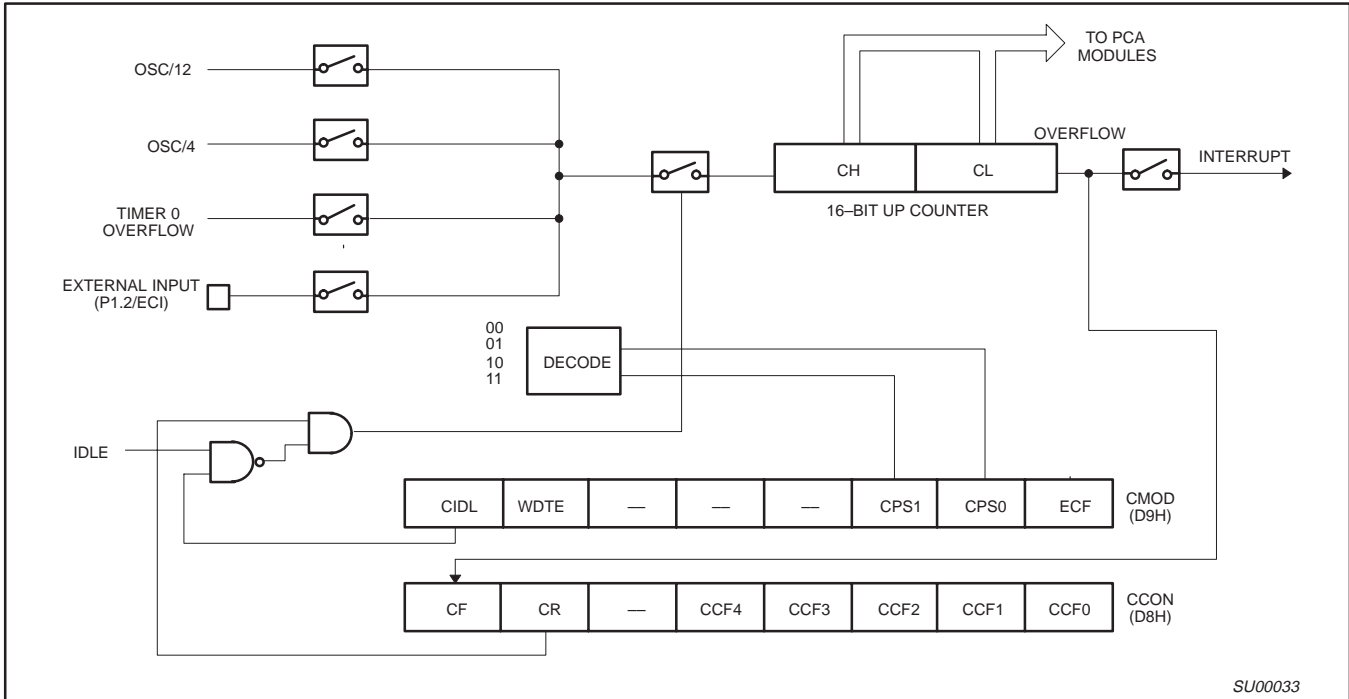 TO PCA
MODULES
OSC/12
OSC/4
OVERFLOW
CH
CL
INTERRUPT
16–BIT UP COUNTER
TIMER 0
OVERFLOW
EXTERNAL INPUT
(P1.2/ECI)
00
01
10
11
DECODE
IDLE
CIDL WDTE –– –– –– CPS1 CPS0 ECF
CMOD
(D9H)
CF CR –– CCF4 CCF3 CCF2 CCF1 CCF0
CCON
(D8H)
SU00033